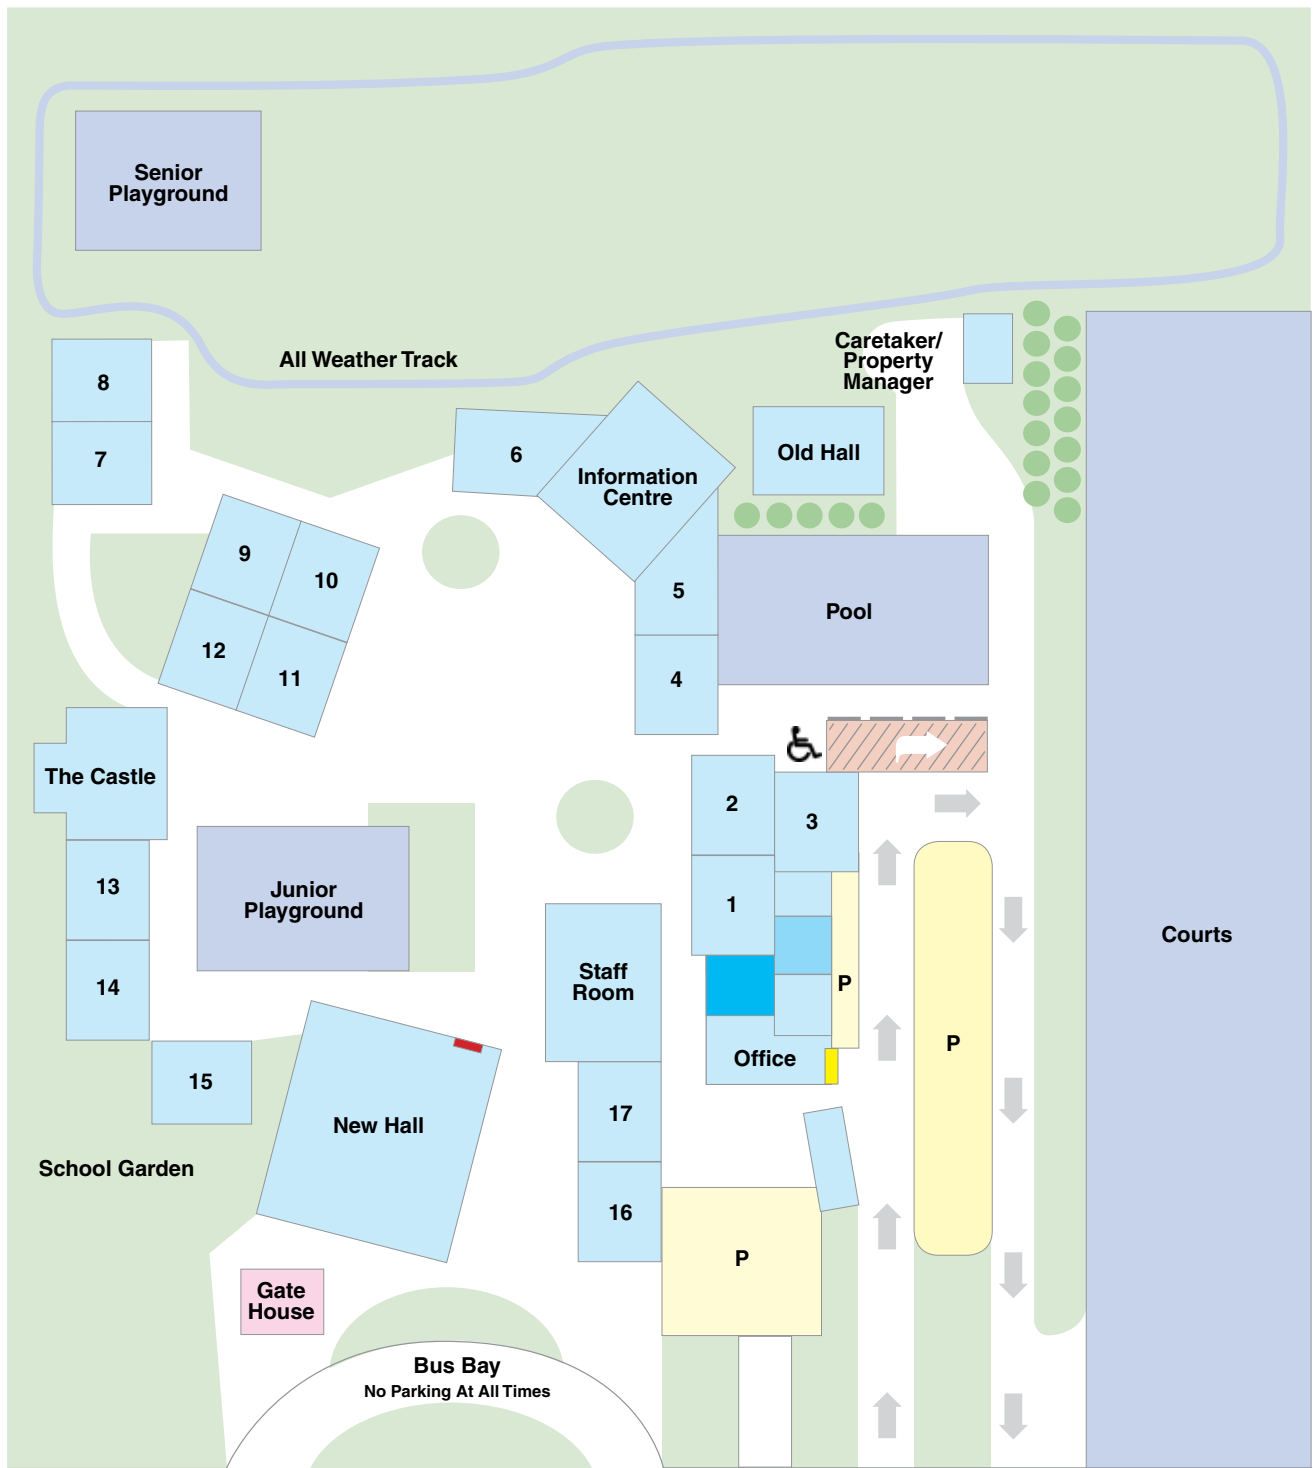 Senior
Playground
All Weather Track
Caretaker/
Property
Manager
8
7
6
Information
Centre
Old Hall
9
10
12
11
5
4
Pool
The Castle
2
3
13
Junior
Playground
1
Courts
14
Staff
Room
P
P
Office
15
New Hall
17
School Garden
16
P
Gate
House
Bus Bay
No Parking At All Times